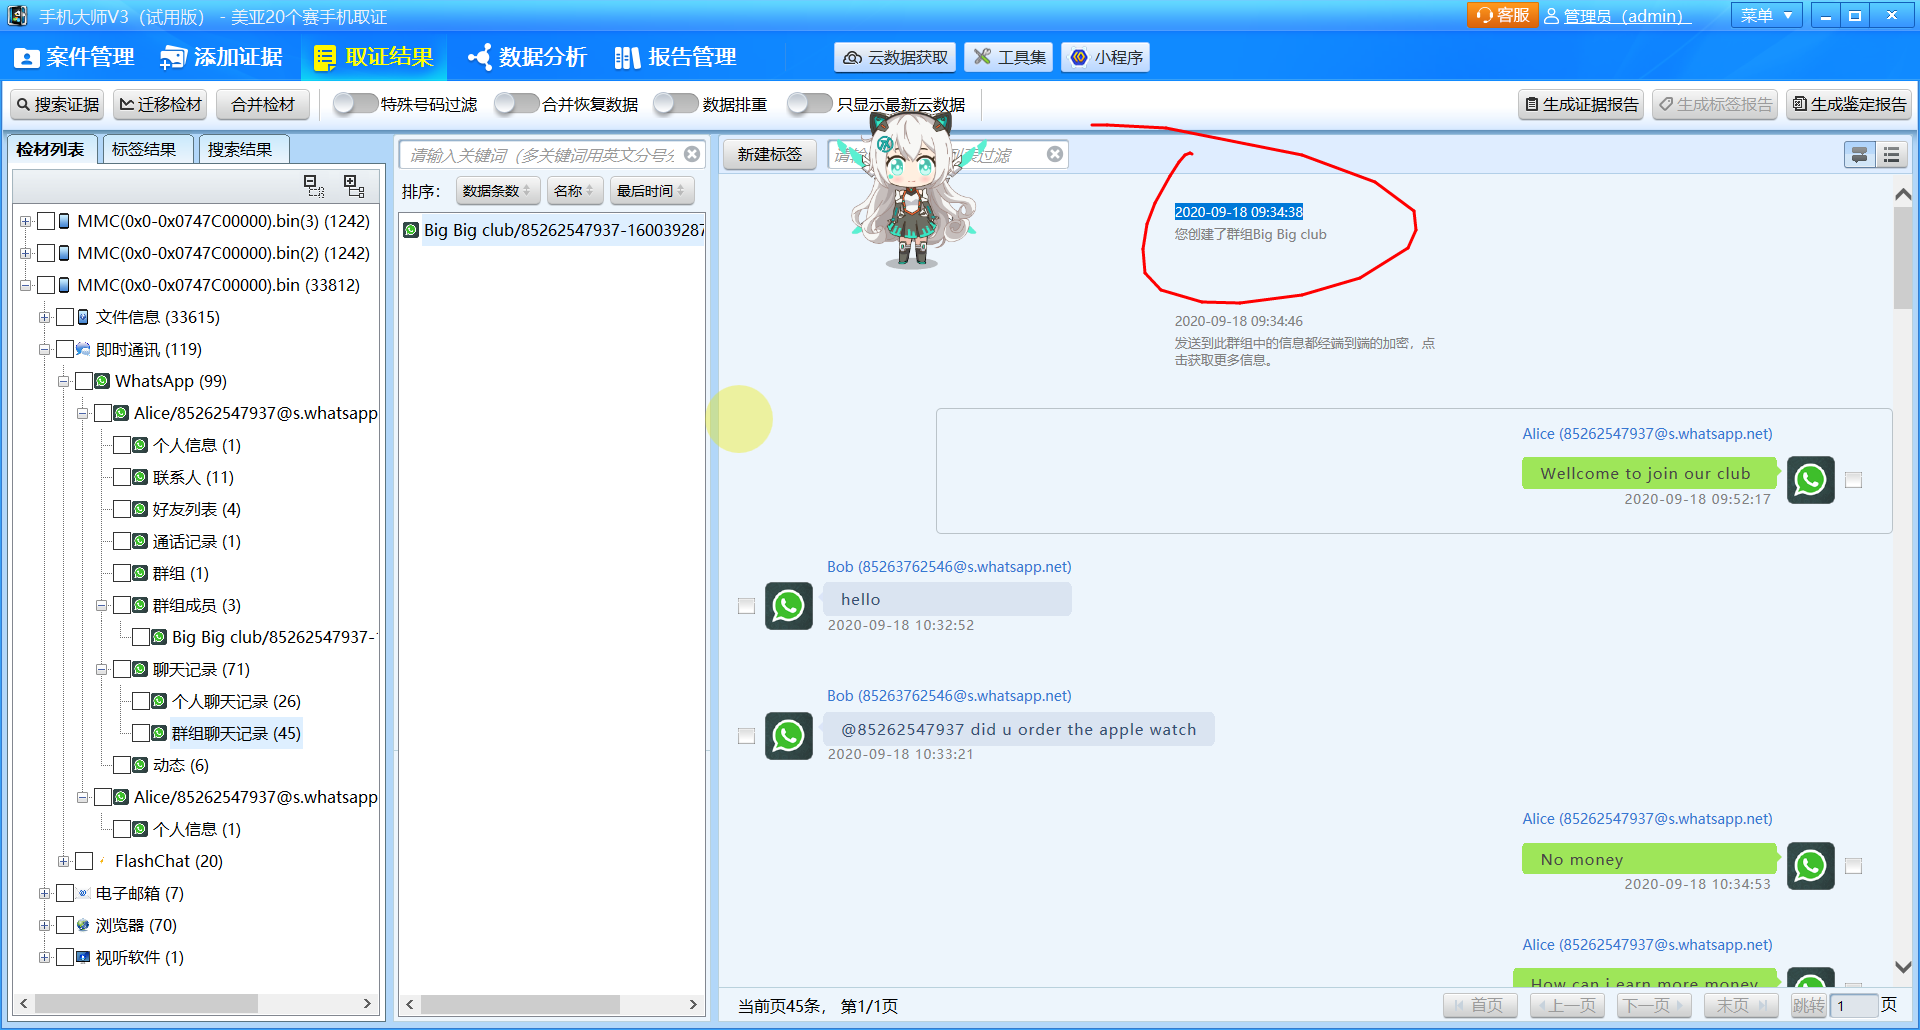 手机大师V3（试用版） - 美亚20个赛手机取证
客服
管理员（admin）
菜单
案件管理
添加证据
取证结果
数据分析
报告管理
云数据获取
工具集
小程序
搜索证据
迁移检材
合并检材
特殊号码过滤
合并恢复数据
数据排重
只显示最新云数据
生成证据报告
生成标签报告
生成鉴定报告
检材列表
标签结果
搜索结果
MMC(0x0-0x0747C00000).bin(3) (1242)
MMC(0x0-0x0747C00000).bin(2) (1242)
MMC(0x0-0x0747C00000).bin (33812)
文件信息 (33615)
即时通讯 (119)
WhatsApp (99)
Alice/85262547937@s.whatsapp
个人信息 (1)
联系人 (11)
好友列表 (4)
通话记录 (1)
群组 (1)
群组成员 (3)
Big Big club/85262547937-
聊天记录 (71)
个人聊天记录 (26)
群组聊天记录 (45)
动态 (6)
Alice/85262547937@s.whatsapp
个人信息 (1)
FlashChat (20)
电子邮箱 (7)
浏览器 (70)
视听软件 (1)
请输入关键词（多关键词用英文分号
排序：
数据条数
名称
最后时间
Big Big club/85262547937-160039287
新建标签
过滤
2020-09-18 09:34:38
您创建了群组Big Big club
2020-09-18 09:34:46
发送到此群组中的信息都经端到端的加密，点
击获取更多信息。
Alice (85262547937@s.whatsapp.net)
Wellcome to join our club
2020-09-18 09:52:17
Bob (85263762546@s.whatsapp.net)
hello
2020-09-18 10:32:52
Bob (85263762546@s.whatsapp.net)
@85262547937 did u order the apple watch
2020-09-18 10:33:21
Alice (85262547937@s.whatsapp.net)
No money
2020-09-18 10:34:53
Alice (85262547937@s.whatsapp.net)
How can i earn more money
当前页45条， 第1/1页
首页
上一页
下一页
末页
跳转
1
页